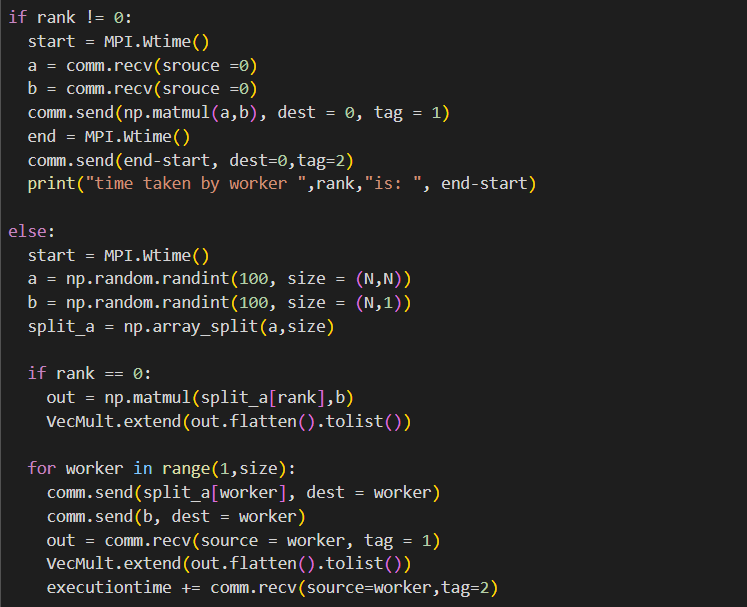 if rank != 0:
  start = MPI.Wtime()
  a = comm.recv(srouce =0)
  b = comm.recv(srouce =0)
  comm.send(np.matmul(a,b), dest = 0, tag = 1)
  end = MPI.Wtime()
  comm.send(end-start, dest=0,tag=2)
  print("time taken by worker ",rank,"is: ", end-start)

else:
  start = MPI.Wtime()
  a = np.random.randint(100, size = (N,N))
  b = np.random.randint(100, size = (N,1))
  split_a = np.array_split(a,size)

  if rank == 0:
    out = np.matmul(split_a[rank],b)
    VecMult.extend(out.flatten().tolist())

  for worker in range(1,size):
    comm.send(split_a[worker], dest = worker)
    comm.send(b, dest = worker)
    out = comm.recv(source = worker, tag = 1)
    VecMult.extend(out.flatten().tolist())
    executiontime += comm.recv(source=worker,tag=2)